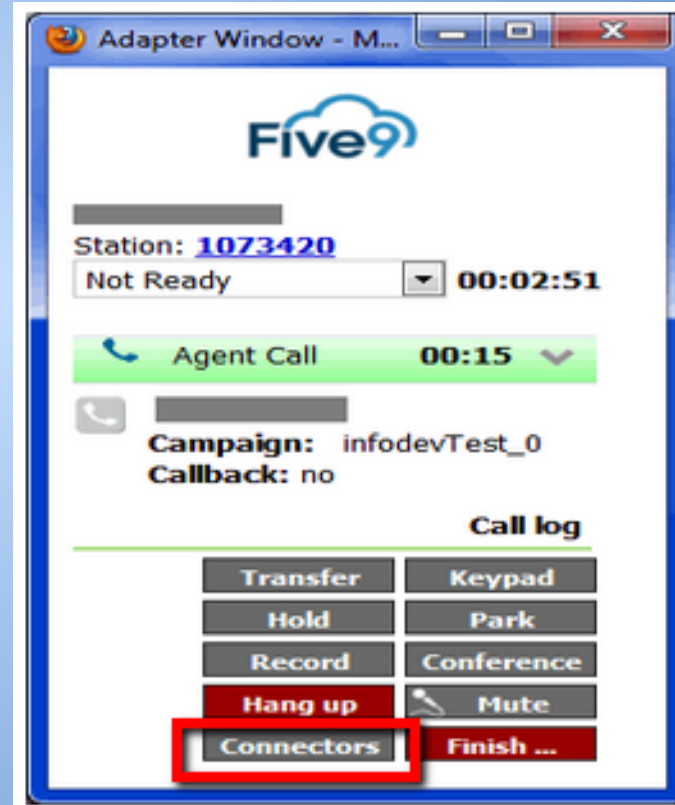 Adapter Window - M...
Five9
Station: 1073420
Not Ready 00:02:51
Agent Call 00:15
Campaign: infodevTest_0
Callback: no
Call log
Transfer Keypad
Hold Park
Record Conference
Hang up Mute
Connectors Finish ...